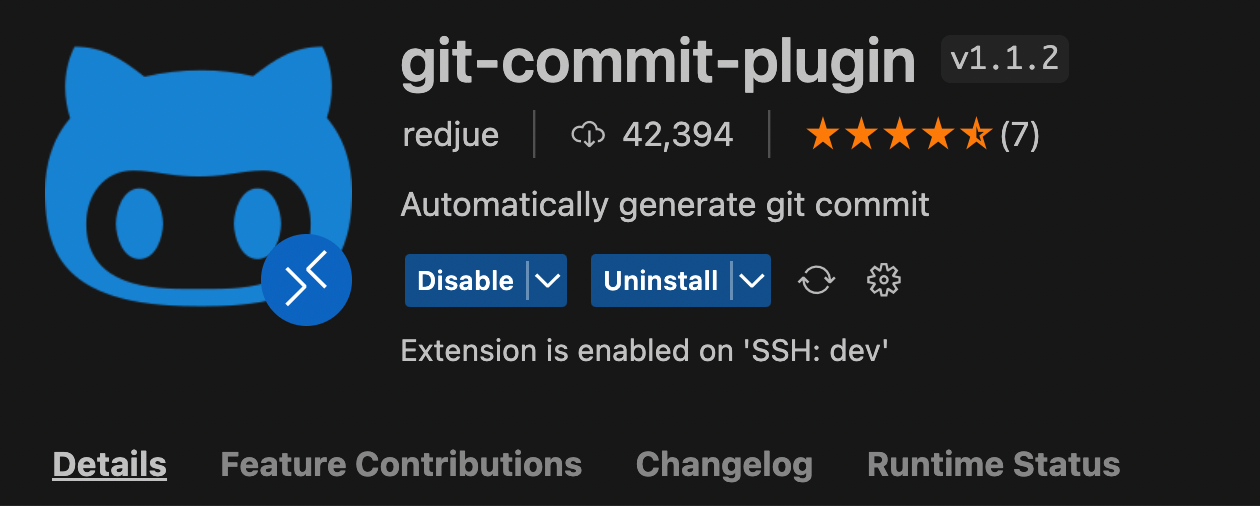 git-commit-plugin v1.1.2
redjue 42,394 (7)
Automatically generate git commit
Disable Uninstall
Extension is enabled on 'SSH: dev'
Details Feature Contributions Changelog Runtime Status